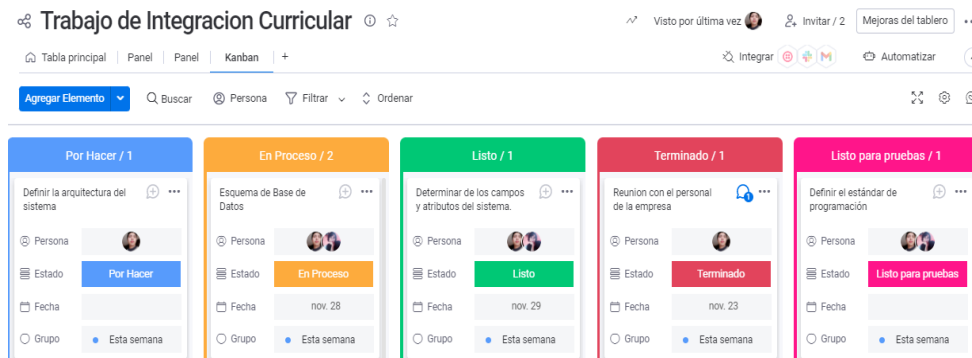 Trabajo de Integracion Curricular
Visto por última vez
Invitar / 2
Mejoras del tablero
Tabla principal
Panel
Panel
Kanban
Integrar
Automatizar
Agregar Elemento
Buscar
Persona
Filtrar
Ordenar
Por Hacer / 1
En Proceso / 2
Listo / 1
Terminado / 1
Listo para pruebas / 1
Definir la arquitectura del
sistema
Persona
Estado
Por Hacer
Fecha
Grupo
Esta semana
Esquema de Base de
Datos
Persona
Estado
En Proceso
Fecha
nov. 28
Grupo
Esta semana
Determinar de los campos
y atributos del sistema.
Persona
Estado
Listo
Fecha
nov. 29
Grupo
Esta semana
Reunion con el personal
de la empresa
1
Persona
Estado
Terminado
Fecha
nov. 23
Grupo
Esta semana
Definir el estándar de
programación
Persona
Estado
Listo para pruebas
Fecha
Grupo
Esta semana